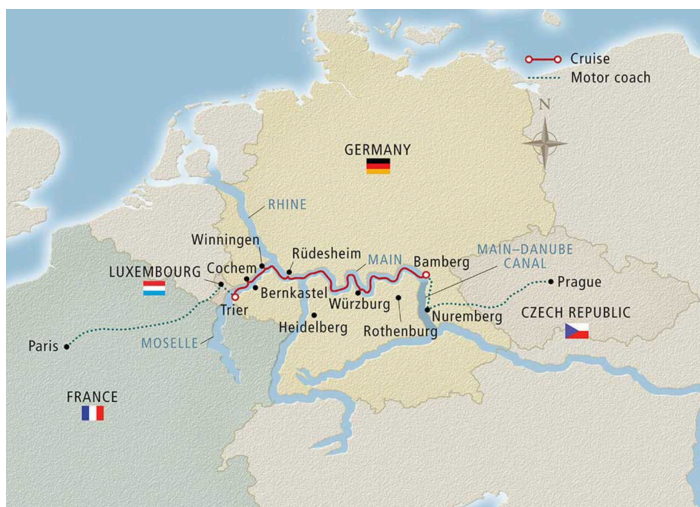 Cruise
Motor coach
N
GERMANY
RHINE
Winningen
Rüdesheim
MAIN
Bamberg
MAIN–DANUBE
CANAL
LUXEMBOURG
Cochem
Bernkastel
Würzburg
Prague
Trier
Heidelberg
Rothenburg
Nuremberg
CZECH REPUBLIC
Paris
MOSELLE
FRANCE